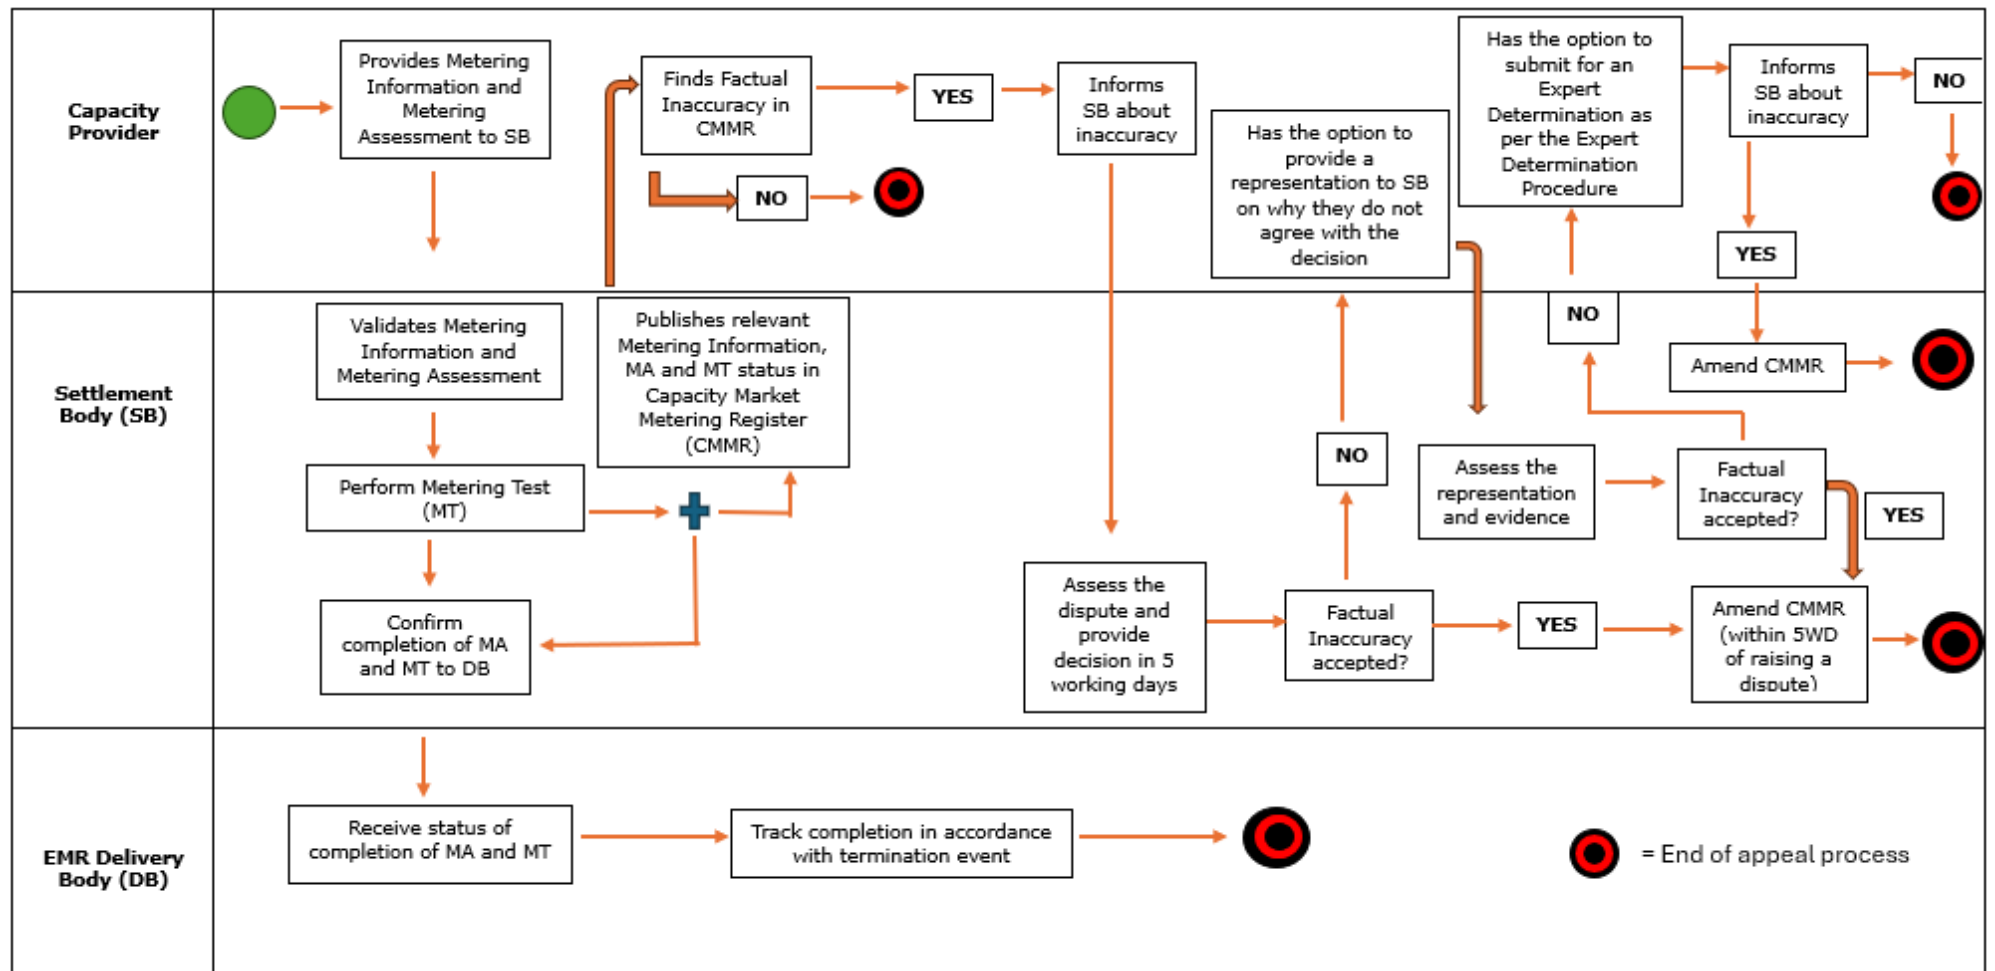 Capacity
Provider
Provides Metering
Information and
Metering
Assessment to SB
Finds Factual
Inaccuracy in
CMMR
YES
NO
Informs
SB about
inaccuracy
Has the option to
provide a
representation to SB
on why they do not
agree with the
decision
Has the option to
submit for an
Expert
Determination as
per the Expert
Determination
Procedure
Informs
SB about
inaccuracy
NO
YES
Settlement
Body (SB)
Validates Metering
Information and
Metering Assessment
Perform Metering Test
(MT)
Confirm
completion of MA
and MT to DB
Publishes relevant
Metering Information,
MA and MT status in
Capacity Market
Metering Register
(CMMR)
Assess the
dispute and
provide
decision in 5
working days
Factual
Inaccuracy
accepted?
NO
YES
Assess the
representation
and evidence
Factual
Inaccuracy
accepted?
NO
YES
Amend CMMR
Amend CMMR
(within 5WD
of raising a
dispute)
EMR Delivery
Body (DB)
Receive status of
completion of MA and MT
Track completion in accordance
with termination event
= End of appeal process